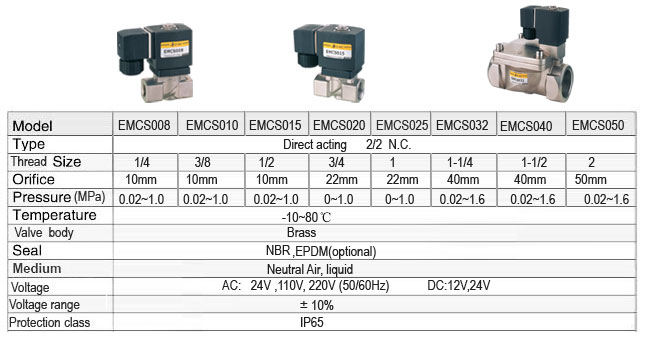 EMCS008
EMCS015
Model EMCS008 EMCS010 EMCS015 EMCS020 EMCS025 EMCS032 EMCS040 EMCS050
Type Direct acting 2/2 N.C.
Thread Size 1/4 3/8 1/2 3/4 1 1-1/4 1-1/2 2
Orifice 10mm 10mm 10mm 22mm 22mm 40mm 40mm 50mm
Pressure (MPa) 0.02~1.0 0.02~1.0 0.02~1.0 0~1.0 0~1.0 0.02~1.6 0.02~1.6 0.02~1.6
Temperature -10~80℃
Valve body Brass
Seal NBR ,EPDM(optional)
Medium Neutral Air, liquid
Voltage AC: 24V ,110V, 220V (50/60Hz) DC:12V,24V
Voltage range ± 10%
Protection class IP65